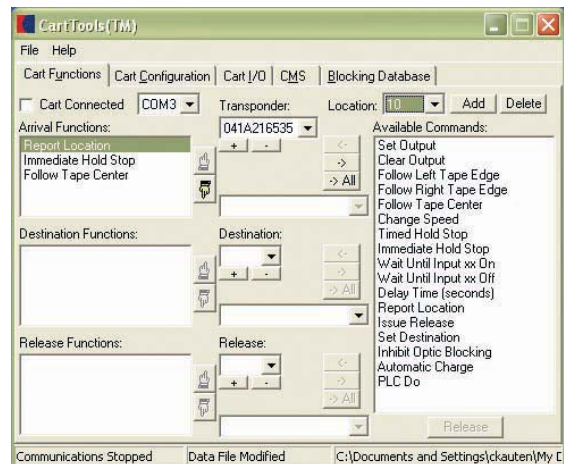 CartTools(TM)
File Help
Cart Functions Cart Configuration Cart I/O CMS Blocking Database
Cart Connected COM3 Transponder: Location: 10 Add Delete
Arrival Functions: 041A216535 Available Commands:
Report Location + - <- Set Output
Immediate Hold Stop -> Clear Output
Follow Tape Center -> All Follow Left Tape Edge
Follow Right Tape Edge
Follow Tape Center
Change Speed
Destination Functions: Destination: Timed Hold Stop
Immediate Hold Stop
<- Wait Until Input xx On
+ - -> Wait Until Input xx Off
-> All Delay Time (seconds)
Report Location
Issue Release
Release Functions: Release: Set Destination
<- Inhibit Optic Blocking
+ - -> Automatic Charge
-> All PLC Do
Release
Communications Stopped Data File Modified C:\Documents and Settings\ckauten\My D